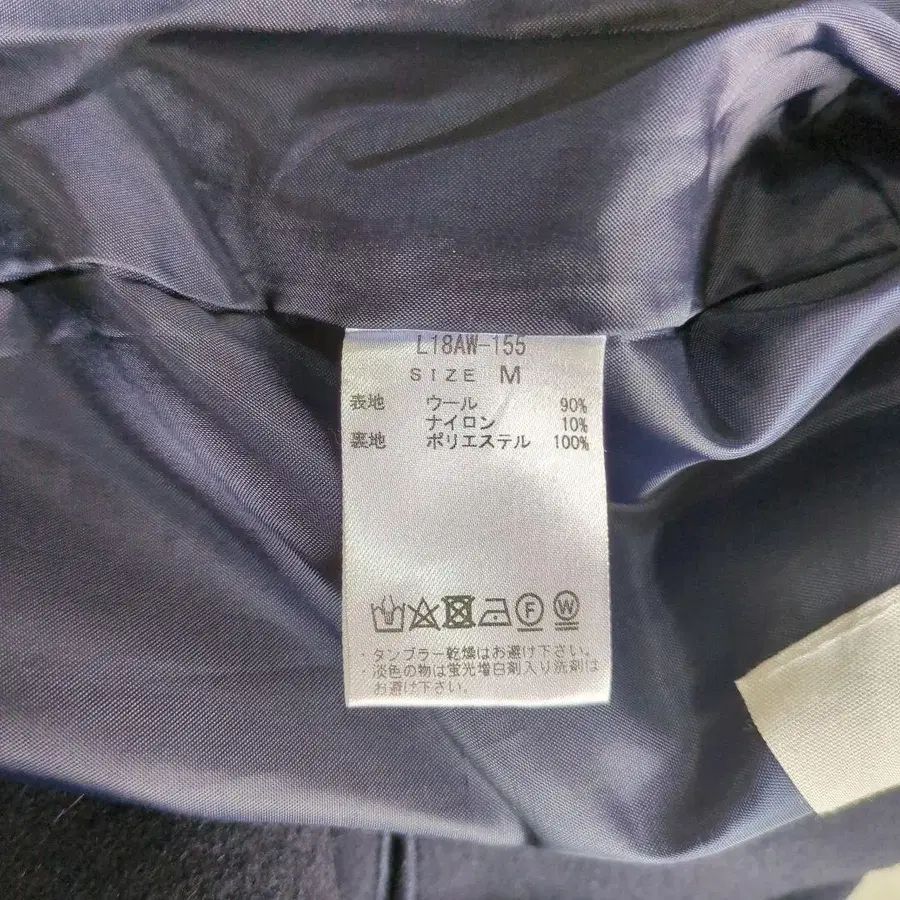 L18AW-155
SIZE M
表地 ウール 90%
ナイロン 10%
裏地 ポリエステル 100%
F W
・タンブラー乾燥はお避け下さい。
・淡色の物は蛍光増白剤入り洗剤は
お避け下さい。